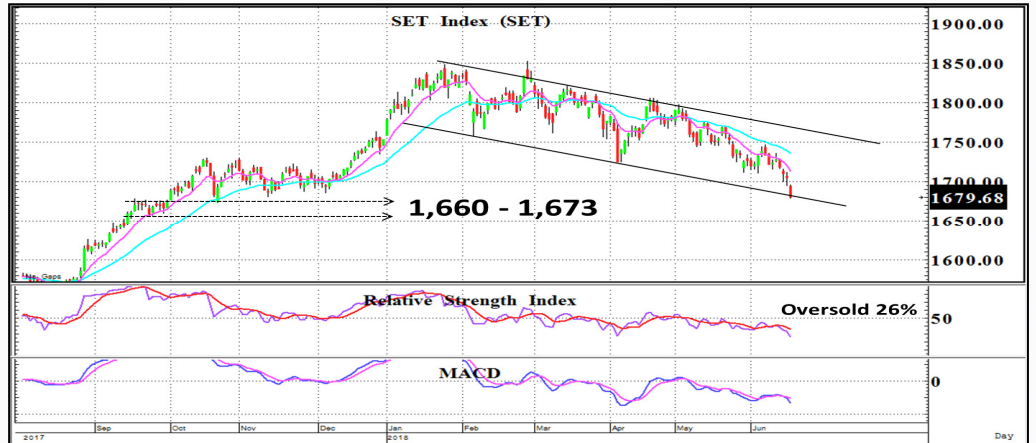 SET Index (SET)
1900.00
1850.00
1800.00
1750.00
1700.00
1679.68
1650.00
1600.00
1,660 - 1,673
No Gaps
Relative Strength Index
Oversold 26%
50
MACD
0
Sep Oct Nov Dec Jan Feb Mar Apr May Jun
2017 2018 Day